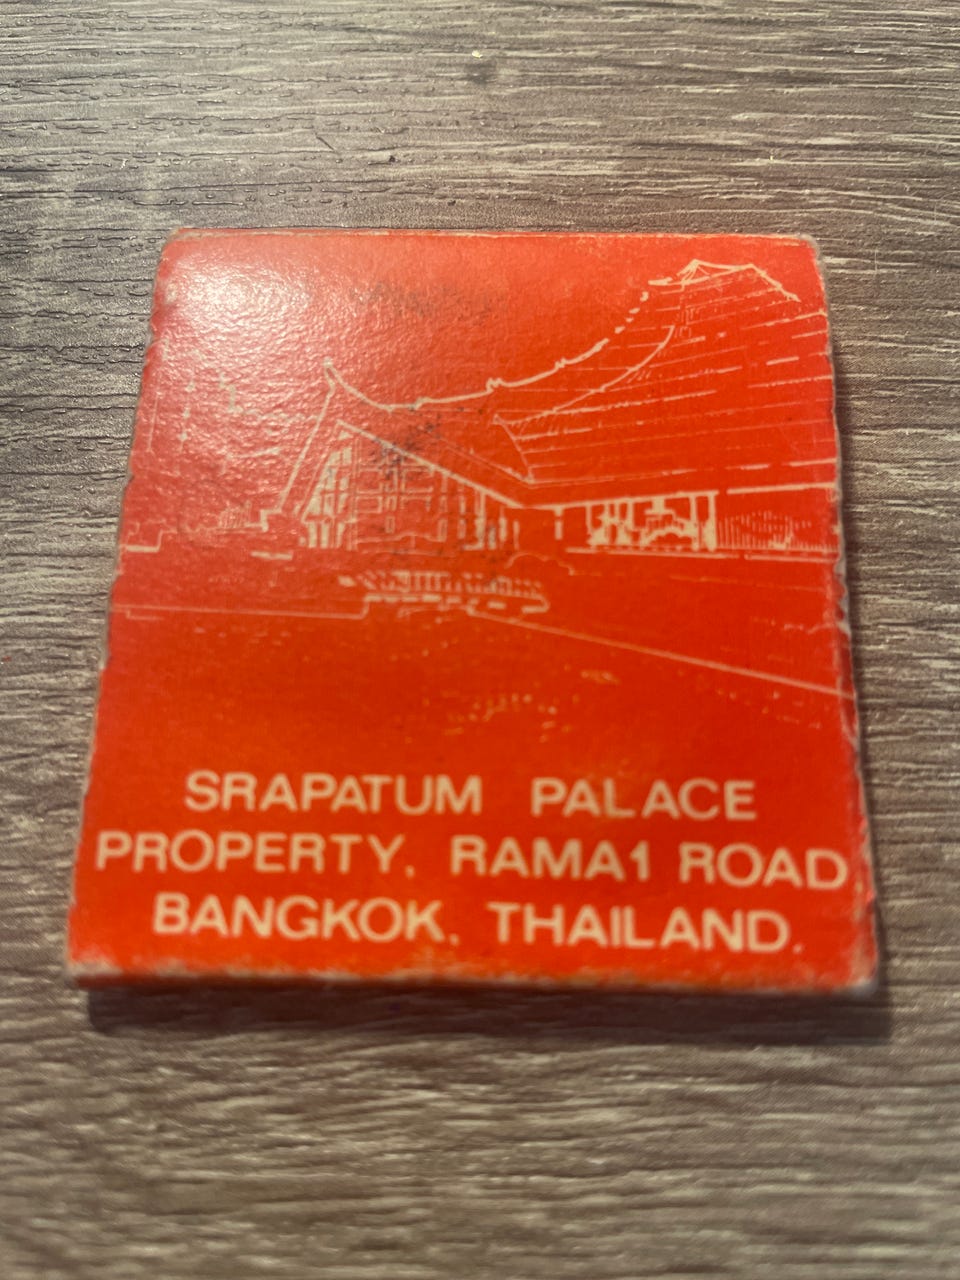 SRAPATUM PALACE
PROPERTY. RAMA1 ROAD
BANGKOK. THAILAND.